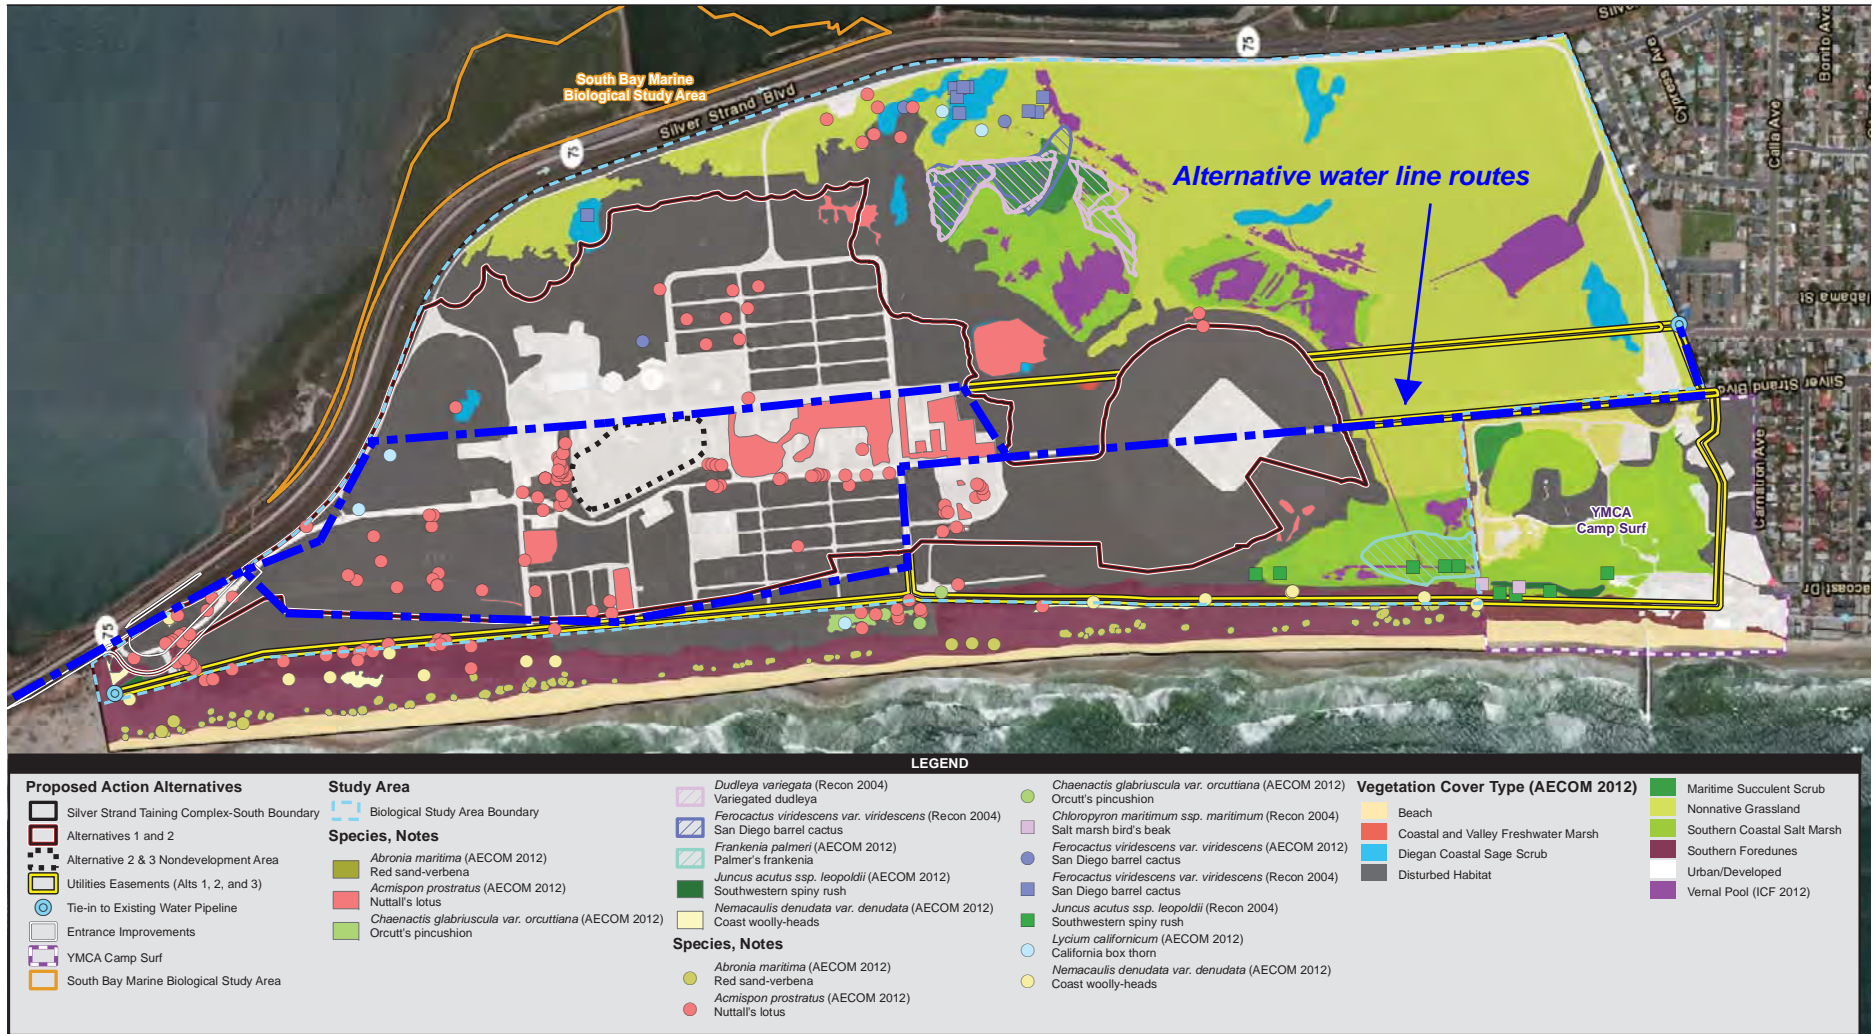 South Bay Marine
Biological Study Area
Silver Strand Blvd
75
75
75
75
Alternative water line routes
YMCA
Camp Surf
Cypress Ave
Calla Ave
Bonito Ave
Silver Strand Blvd
Carnation Ave
LEGEND
Proposed Action Alternatives
Silver Strand Taining Complex-South Boundary
Alternatives 1 and 2
Alternative 2 & 3 Nondevelopment Area
Utilities Easements (Alts 1, 2, and 3)
Tie-in to Existing Water Pipeline
Entrance Improvements
YMCA Camp Surf
South Bay Marine Biological Study Area
Study Area
Biological Study Area Boundary
Species, Notes
Abronia maritima (AECOM 2012)
Red sand-verbena
Acmispon prostratus (AECOM 2012)
Nuttall's lotus
Chaenactis glabriuscula var. orcuttiana (AECOM 2012)
Orcutt's pincushion
Dudleya variegata (Recon 2004)
Variegated dudleya
Ferocactus viridescens var. viridescens (Recon 2004)
San Diego barrel cactus
Frankenia palmeri (AECOM 2012)
Palmer's frankenia
Juncus acutus ssp. leopoldii (AECOM 2012)
Southwestern spiny rush
Nemacaulis denudata var. denudata (AECOM 2012)
Coast woolly-heads
Species, Notes
Abronia maritima (AECOM 2012)
Red sand-verbena
Acmispon prostratus (AECOM 2012)
Nuttall's lotus
Chaenactis glabriuscula var. orcuttiana (AECOM 2012)
Orcutt's pincushion
Chloropyron maritimum ssp. maritimum (Recon 2004)
Salt marsh bird's beak
Ferocactus viridescens var. viridescens (AECOM 2012)
San Diego barrel cactus
Ferocactus viridescens var. viridescens (Recon 2004)
San Diego barrel cactus
Juncus acutus ssp. leopoldii (Recon 2004)
Southwestern spiny rush
Lycium californicum (AECOM 2012)
California box thorn
Nemacaulis denudata var. denudata (AECOM 2012)
Coast woolly-heads
Vegetation Cover Type (AECOM 2012)
Beach
Coastal and Valley Freshwater Marsh
Diegan Coastal Sage Scrub
Disturbed Habitat
Maritime Succulent Scrub
Nonnative Grassland
Southern Coastal Salt Marsh
Southern Foredunes
Urban/Developed
Vernal Pool (ICF 2012)